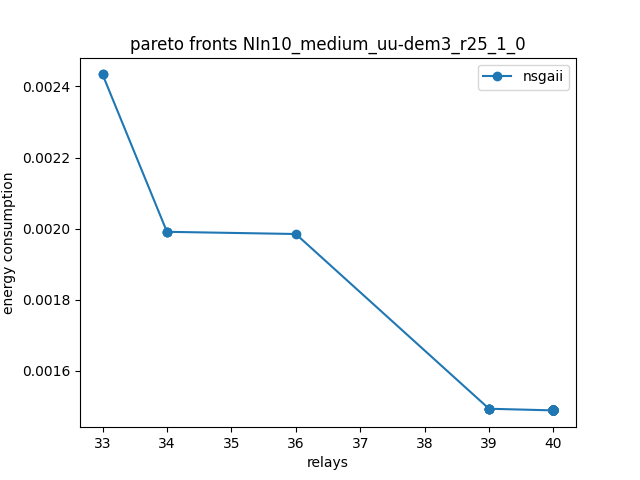 pareto fronts NIn10_medium_uu-dem3_r25_1_0
nsgaii
energy consumption
0.0024
0.0022
0.0020
0.0018
0.0016
33 34 35 36 37 38 39 40
relays